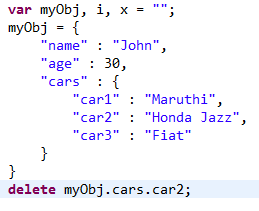 var myObj, i, x = "";
myObj = {
    "name" : "John",
    "age" : 30,
    "cars" : {
        "car1" : "Maruthi",
        "car2" : "Honda Jazz",
        "car3" : "Fiat"
    }
}
delete myObj.cars.car2;